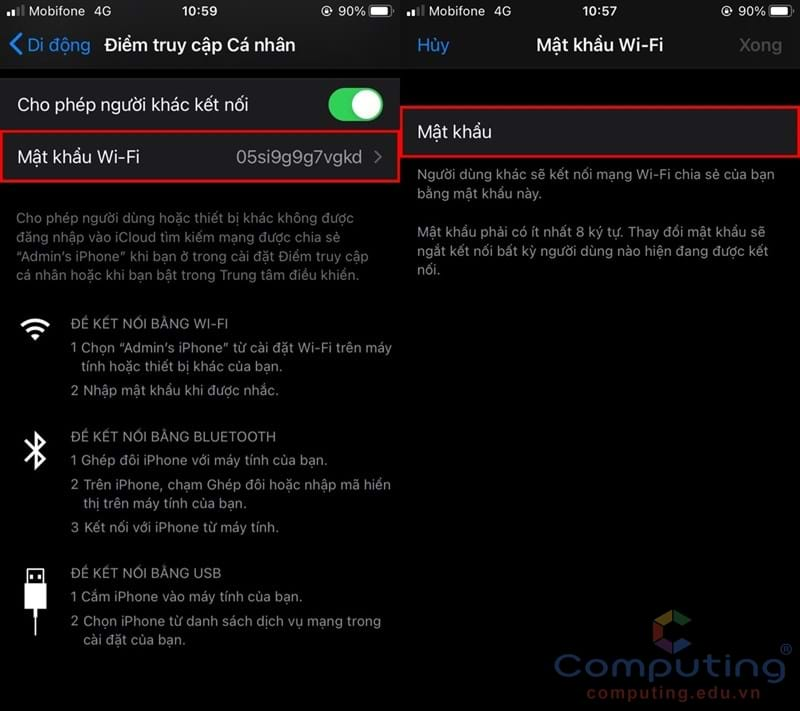 Mobifone 4G 10:59 90%
Di động Điểm truy cập Cá nhân
Cho phép người khác kết nối
Mật khẩu Wi-Fi 05si9g9g7vgkd
Cho phép người dùng hoặc thiết bị khác không được
đăng nhập vào iCloud tìm kiếm mạng được chia sẻ
“Admin’s iPhone” khi bạn ở trong cài đặt Điểm truy cập
cá nhân hoặc khi bạn bật trong Trung tâm điều khiển.
ĐỂ KẾT NỐI BẰNG WI-FI
1 Chọn “Admin’s iPhone” từ cài đặt Wi-Fi trên máy
tính hoặc thiết bị khác của bạn.
2 Nhập mật khẩu khi được nhắc.
ĐỂ KẾT NỐI BẰNG BLUETOOTH
1 Ghép đôi iPhone với máy tính của bạn.
2 Trên iPhone, chạm Ghép đôi hoặc nhập mã hiển
thị trên máy tính của bạn.
3 Kết nối với iPhone từ máy tính.
ĐỂ KẾT NỐI BẰNG USB
1 Cắm iPhone vào máy tính của bạn.
2 Chọn iPhone từ danh sách dịch vụ mạng trong
cài đặt của bạn.
Mobifone 4G 10:57 90%
Hủy Mật khẩu Wi-Fi Xong
Mật khẩu
Người dùng khác sẽ kết nối mạng Wi-Fi chia sẻ của bạn
bằng mật khẩu này.
Mật khẩu phải có ít nhất 8 ký tự. Thay đổi mật khẩu sẽ
ngắt kết nối bất kỳ người dùng nào hiện đang được kết
nối.
Computing®
computing.edu.vn